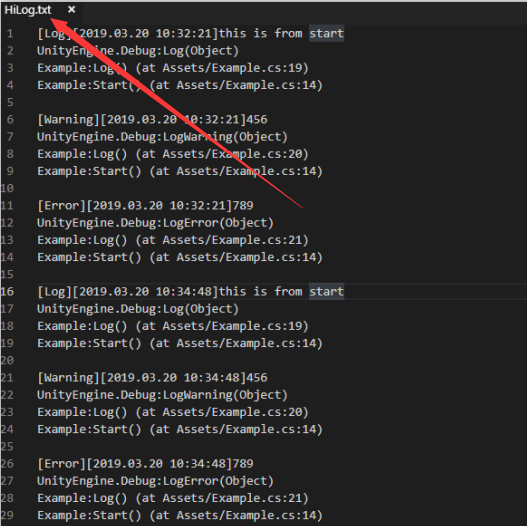 HiLog.txt ×
1 [Log][2019.03.20 10:32:21]this is from start
2 UnityEngine.Debug:Log(Object)
3 Example:Log() (at Assets/Example.cs:19)
4 Example:Start() (at Assets/Example.cs:14)
5
6 [Warning][2019.03.20 10:32:21]456
7 UnityEngine.Debug:LogWarning(Object)
8 Example:Log() (at Assets/Example.cs:20)
9 Example:Start() (at Assets/Example.cs:14)
10
11 [Error][2019.03.20 10:32:21]789
12 UnityEngine.Debug:LogError(Object)
13 Example:Log() (at Assets/Example.cs:21)
14 Example:Start() (at Assets/Example.cs:14)
15
16 [Log][2019.03.20 10:34:48]this is from start
17 UnityEngine.Debug:Log(Object)
18 Example:Log() (at Assets/Example.cs:19)
19 Example:Start() (at Assets/Example.cs:14)
20
21 [Warning][2019.03.20 10:34:48]456
22 UnityEngine.Debug:LogWarning(Object)
23 Example:Log() (at Assets/Example.cs:20)
24 Example:Start() (at Assets/Example.cs:14)
25
26 [Error][2019.03.20 10:34:48]789
27 UnityEngine.Debug:LogError(Object)
28 Example:Log() (at Assets/Example.cs:21)
29 Example:Start() (at Assets/Example.cs:14)